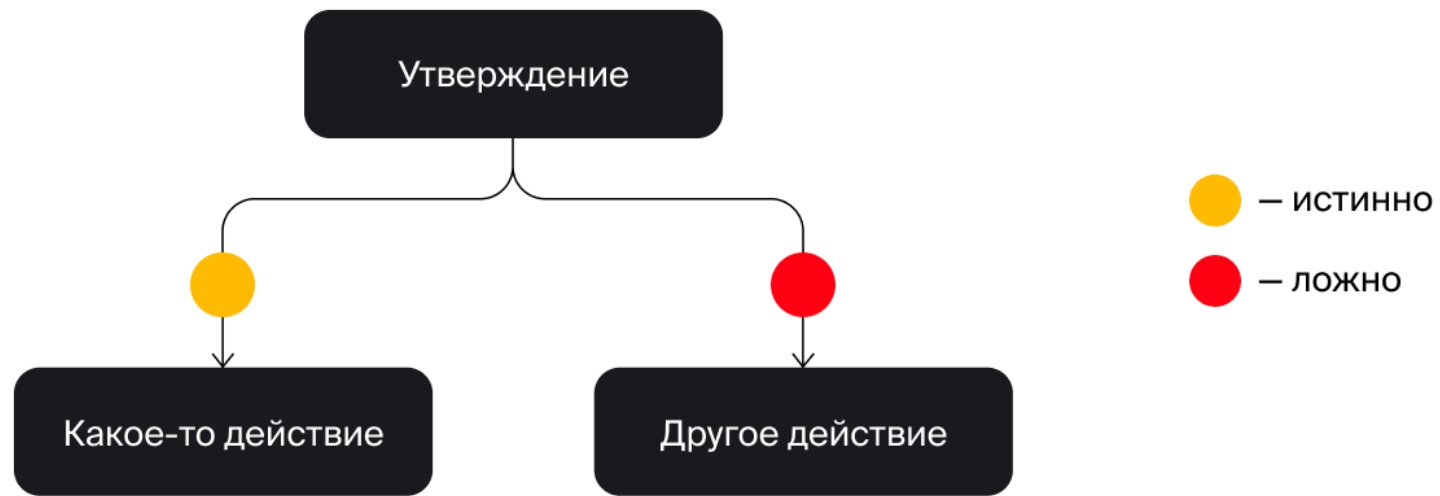 Утверждение
— истинно
— ложно
Какое-то действие
Другое действие